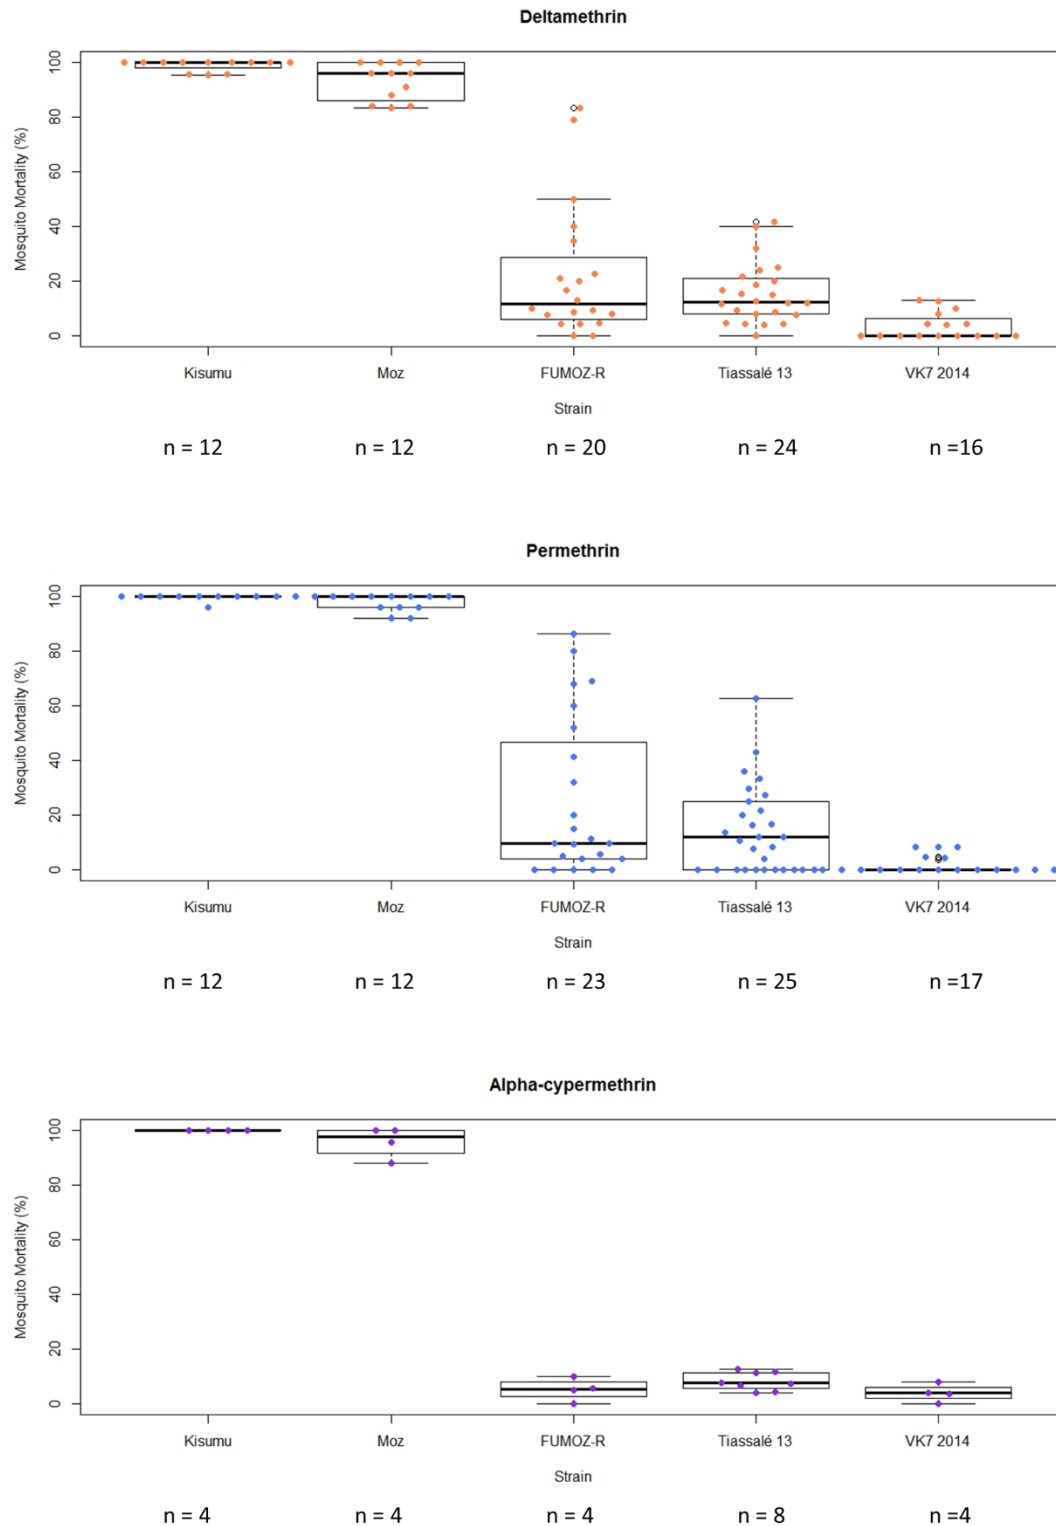 Deltamethrin
Mosquito Mortality (%)
100
80
60
40
20
0
Kisumu Moz FUMOZ-R Tiassalé 13 VK7 2014
Strain
n = 12 n = 12 n = 20 n = 24 n =16
Permethrin
Mosquito Mortality (%)
100
80
60
40
20
0
Kisumu Moz FUMOZ-R Tiassalé 13 VK7 2014
Strain
n = 12 n = 12 n = 23 n = 25 n =17
Alpha-cypermethrin
Mosquito Mortality (%)
100
80
60
40
20
0
Kisumu Moz FUMOZ-R Tiassalé 13 VK7 2014
Strain
n = 4 n = 4 n = 4 n = 8 n =4